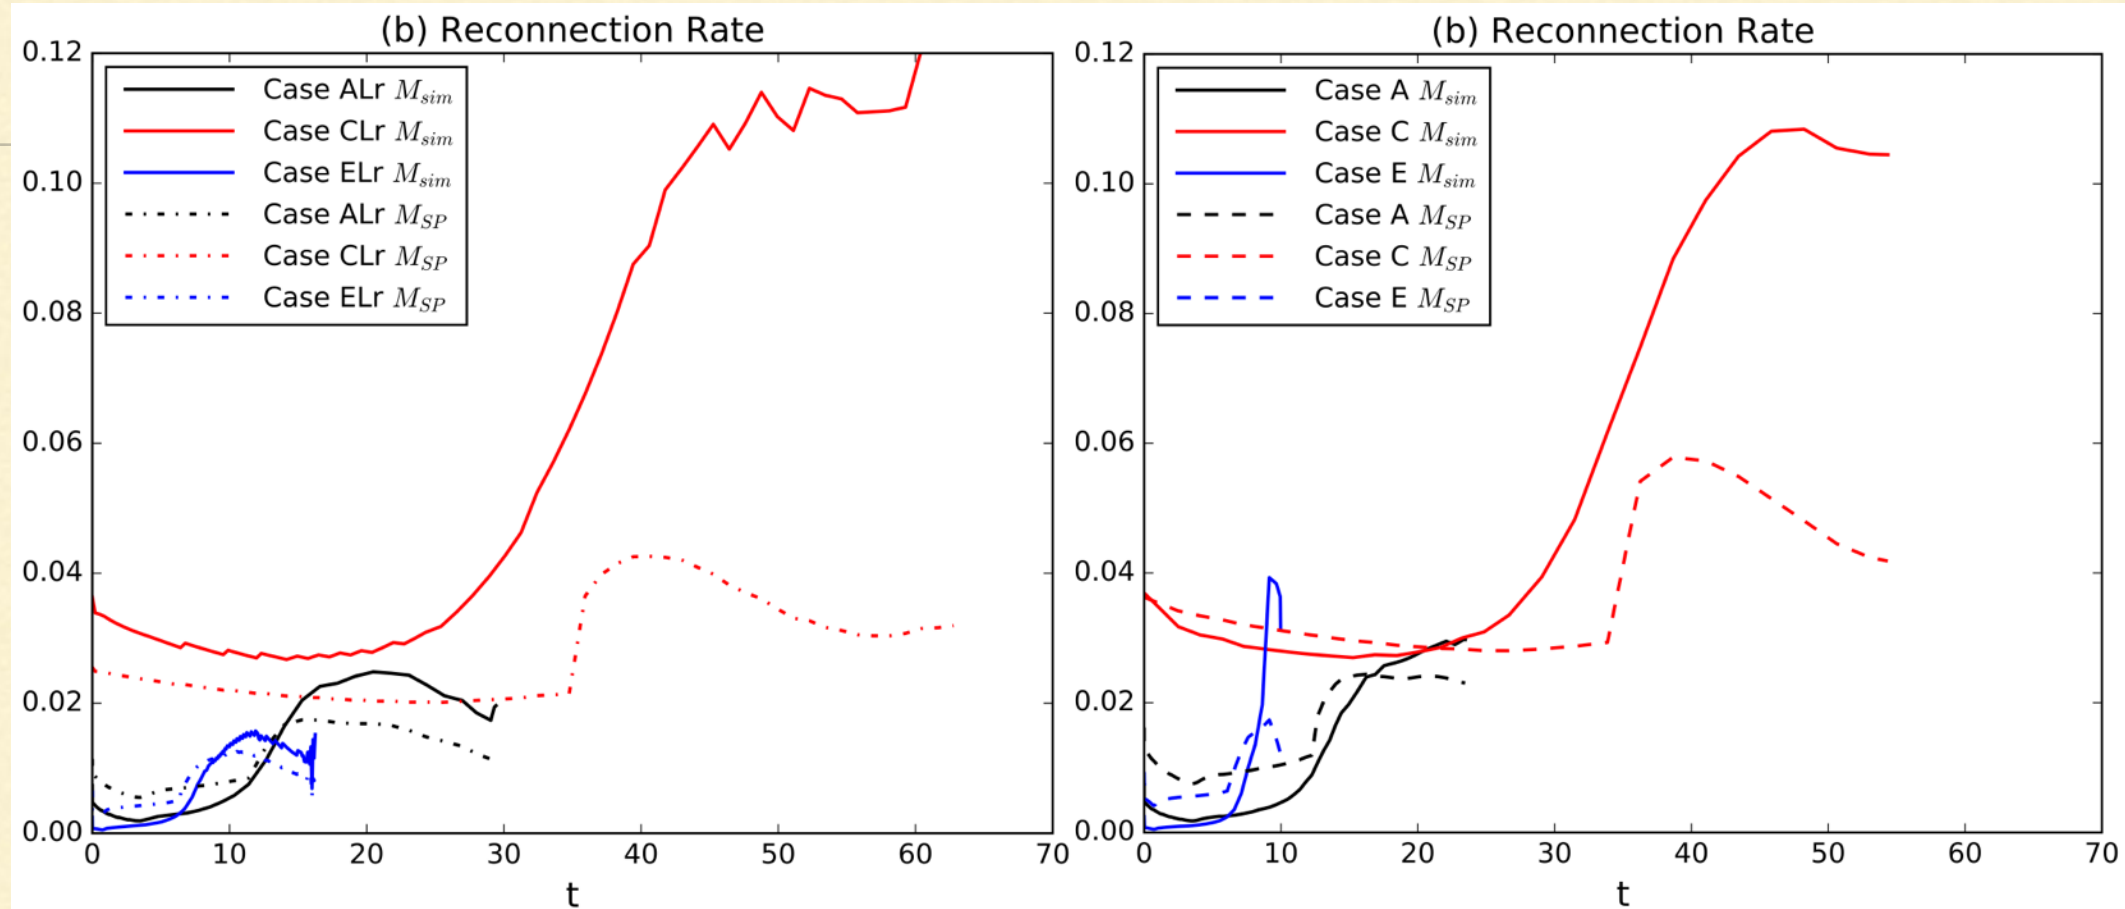 (b) Reconnection Rate
0.12
0.10
0.08
0.06
0.04
0.02
0.00
Case ALr M_sim
Case CLr M_sim
Case ELr M_sim
Case ALr M_SP
Case CLr M_SP
Case ELr M_SP
0 10 20 30 40 50 60 70
t
(b) Reconnection Rate
0.12
0.10
0.08
0.06
0.04
0.02
0.00
Case A M_sim
Case C M_sim
Case E M_sim
Case A M_SP
Case C M_SP
Case E M_SP
0 10 20 30 40 50 60 70
t